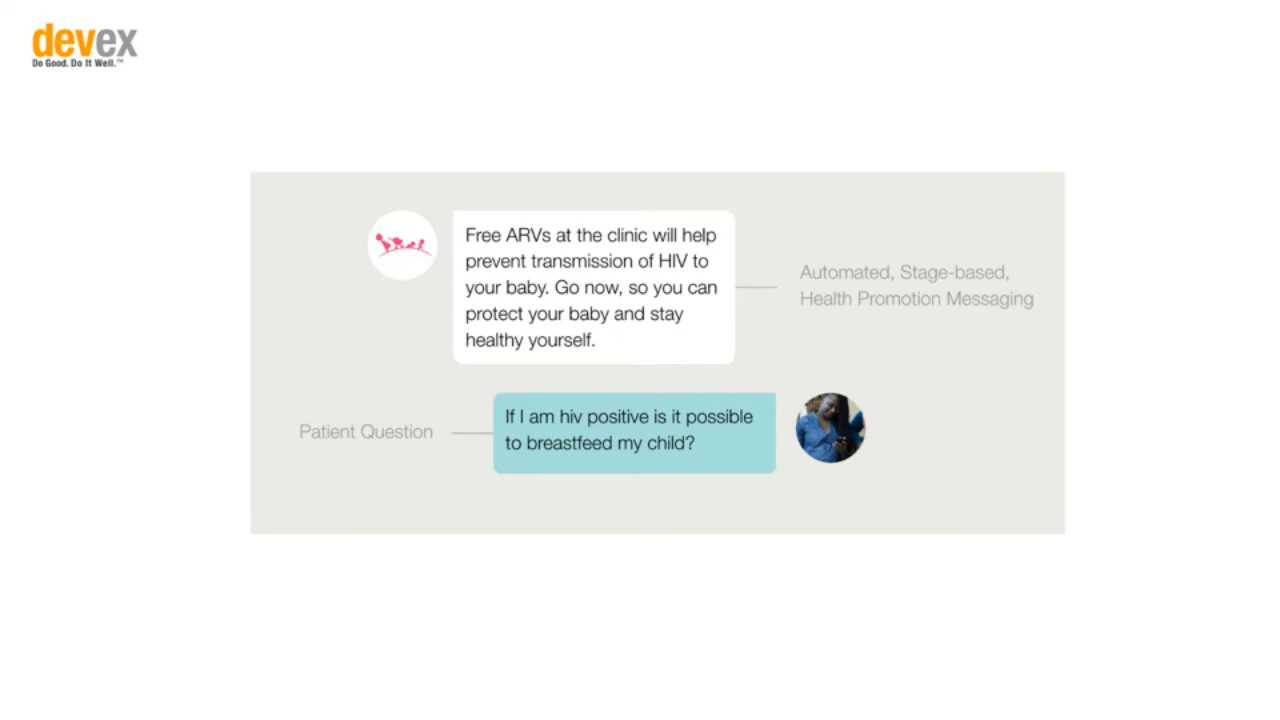 devex
Do Good. Do It Well.™
Free ARVs at the clinic will help
prevent transmission of HIV to
your baby. Go now, so you can
protect your baby and stay
healthy yourself.
Automated, Stage-based,
Health Promotion Messaging
Patient Question
If I am hiv positive is it possible
to breastfeed my child?